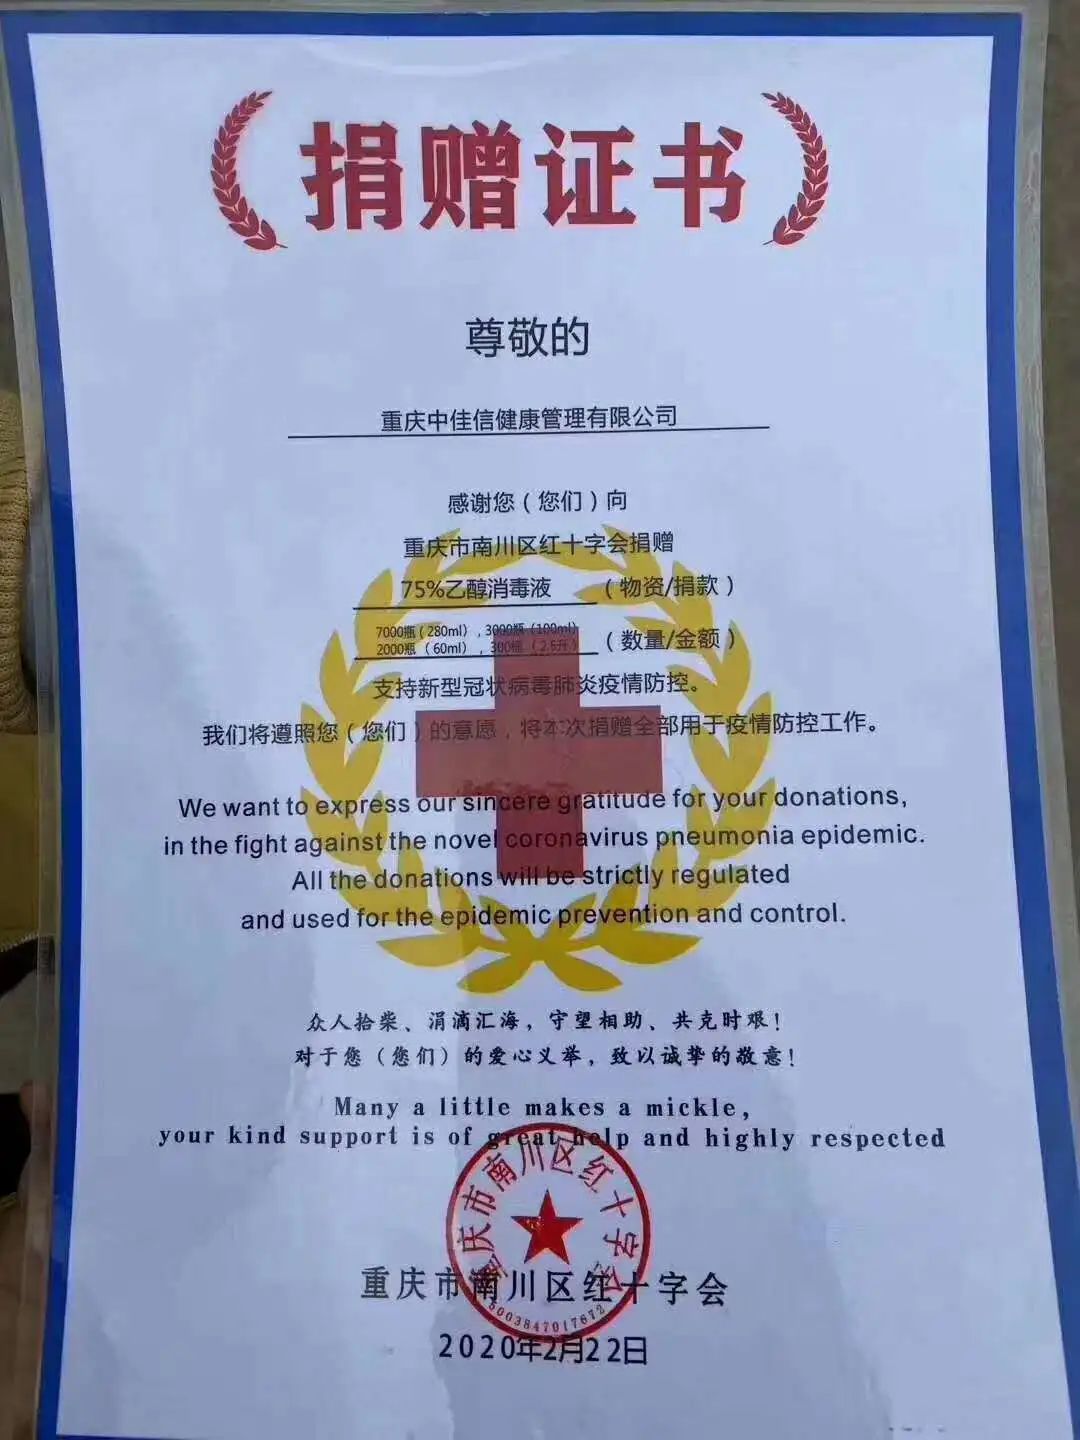 捐赠证书
尊敬的
重庆中佳信健康管理有限公司
感谢您（您们）向
重庆市南川区红十字会捐赠
75%乙醇消毒液 （物资/捐款）
7000瓶（280ml），3000瓶（100ml）
2000瓶（60ml），300瓶（2.5升） （数量/金额）
支持新型冠状病毒肺炎疫情防控。
我们将遵照您（您们）的意愿，将本次捐赠全部用于疫情防控工作。
We want to express our sincere gratitude for your donations,
in the fight against the novel coronavirus pneumonia epidemic.
All the donations will be strictly regulated
and used for the epidemic prevention and control.
众人拾柴、涓滴汇海，守望相助、共克时艰！
对于您（您们）的爱心义举，致以诚挚的敬意！
Many a little makes a mickle,
your kind support is of great help and highly respected
重庆市南川区红十字会
5003847017672
重庆市南川区红十字会
2020年2月22日